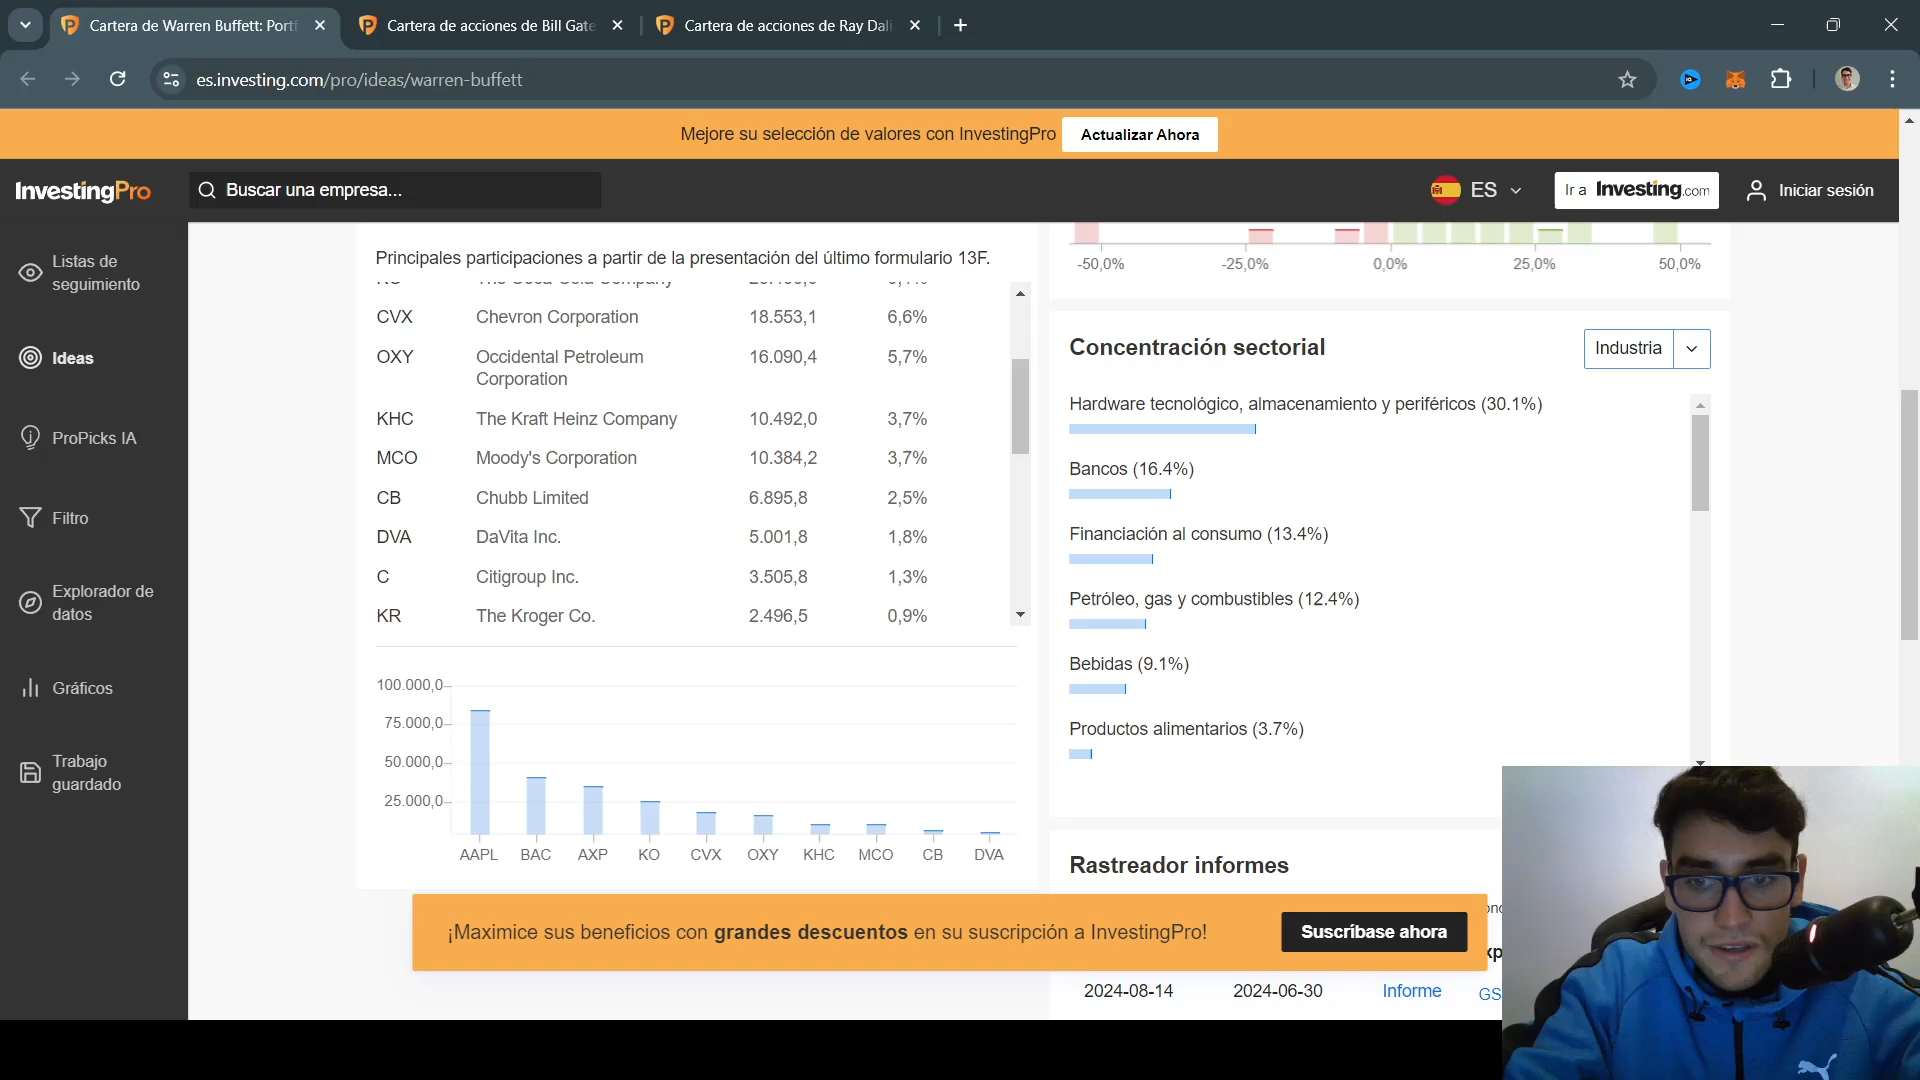 Cartera de Warren Buffett: Portf
Cartera de acciones de Bill Gate
Cartera de acciones de Ray Dali
es.investing.com/pro/ideas/warren-buffett
Mejore su selección de valores con InvestingPro
Actualizar Ahora
InvestingPro
Buscar una empresa...
ES
Ir a Investing.com
Iniciar sesión
Listas de
seguimiento
Ideas
ProPicks IA
Filtro
Explorador de
datos
Gráficos
Trabajo
guardado
Principales participaciones a partir de la presentación del último formulario 13F.
CVX Chevron Corporation 18.553,1 6,6%
OXY Occidental Petroleum 16.090,4 5,7%
Corporation
KHC The Kraft Heinz Company 10.492,0 3,7%
MCO Moody's Corporation 10.384,2 3,7%
CB Chubb Limited 6.895,8 2,5%
DVA DaVita Inc. 5.001,8 1,8%
C Citigroup Inc. 3.505,8 1,3%
KR The Kroger Co. 2.496,5 0,9%
100.000,0
75.000,0
50.000,0
25.000,0
AAPL BAC AXP KO CVX OXY KHC MCO CB DVA
-50,0% -25,0% 0,0% 25,0% 50,0%
Concentración sectorial
Industria
Hardware tecnológico, almacenamiento y periféricos (30.1%)
Bancos (16.4%)
Financiación al consumo (13.4%)
Petróleo, gas y combustibles (12.4%)
Bebidas (9.1%)
Productos alimentarios (3.7%)
Rastreador informes
¡Maximice sus beneficios con grandes descuentos en su suscripción a InvestingPro!
Suscríbase ahora
2024-08-14 2024-06-30 Informe GS